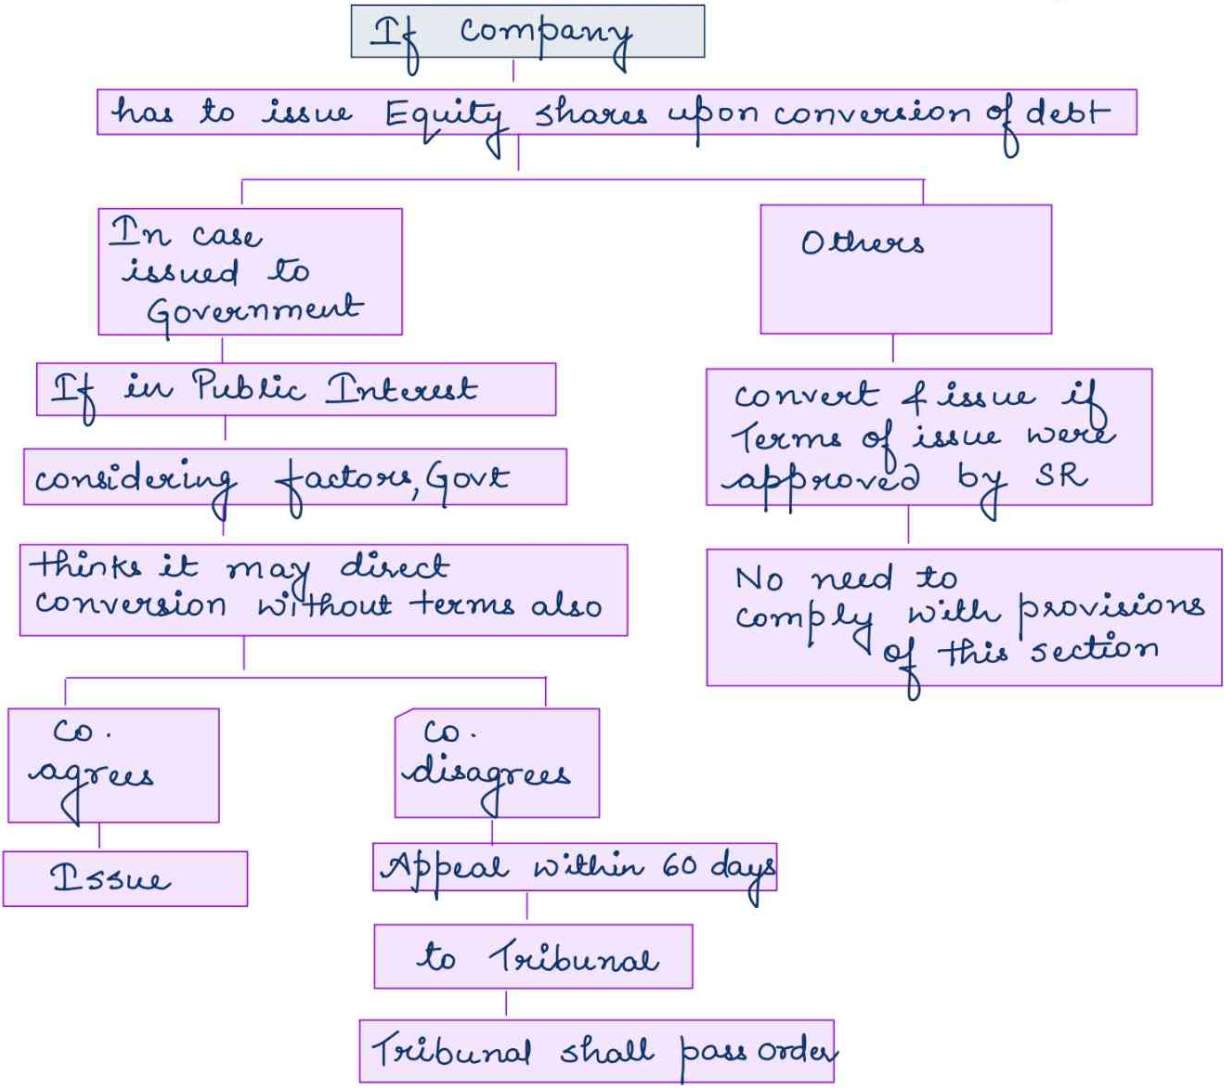 If company
has to issue Equity shares upon conversion of debt
In case
issued to
Government
Others
If in Public Interest
considering factors, Govt
thinks it may direct
conversion without terms also
convert & issue if
Terms of issue were
approved by SR
No need to
comply with provisions
of this section
Co.
agrees
Issue
Co.
disagrees
Appeal within 60 days
to Tribunal
Tribunal shall pass order